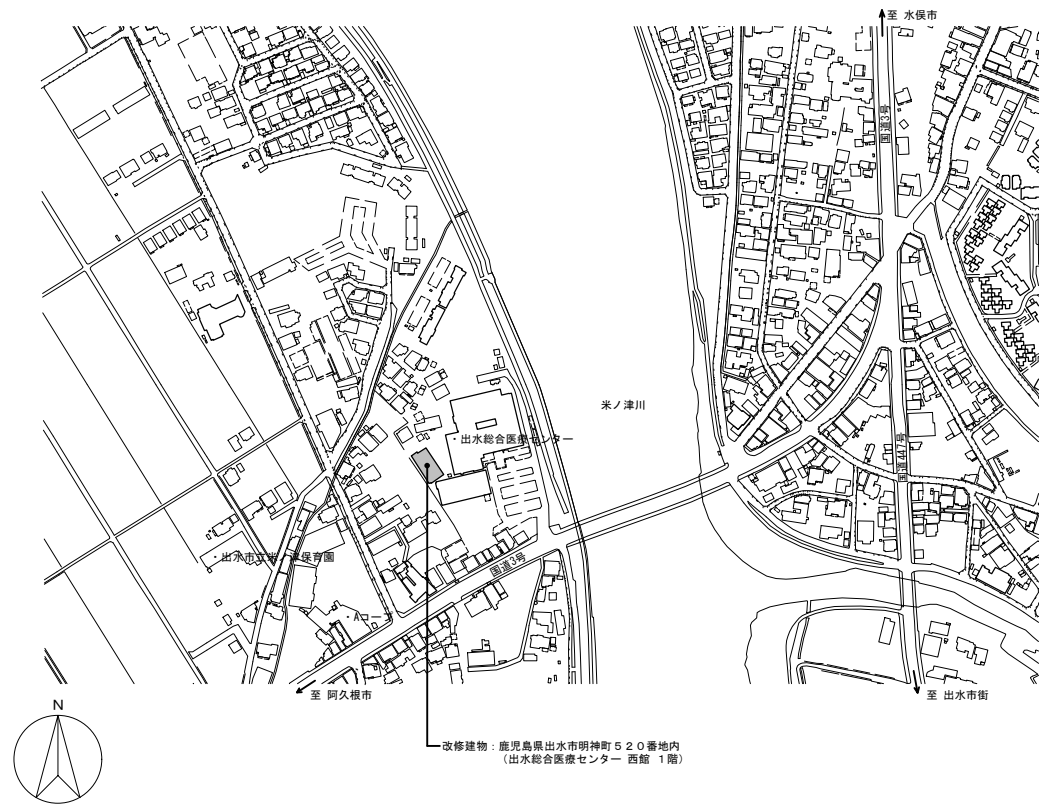 至 水俣市
国道3号
米ノ津川
・出水総合医療センター
国道447号
・出水市立米ノ津保育園
国道3号
・Aコープ
至 阿久根市
至 出水市街
N
改修建物：鹿児島県出水市明神町５２０番地内
（出水総合医療センター 西館 １階）